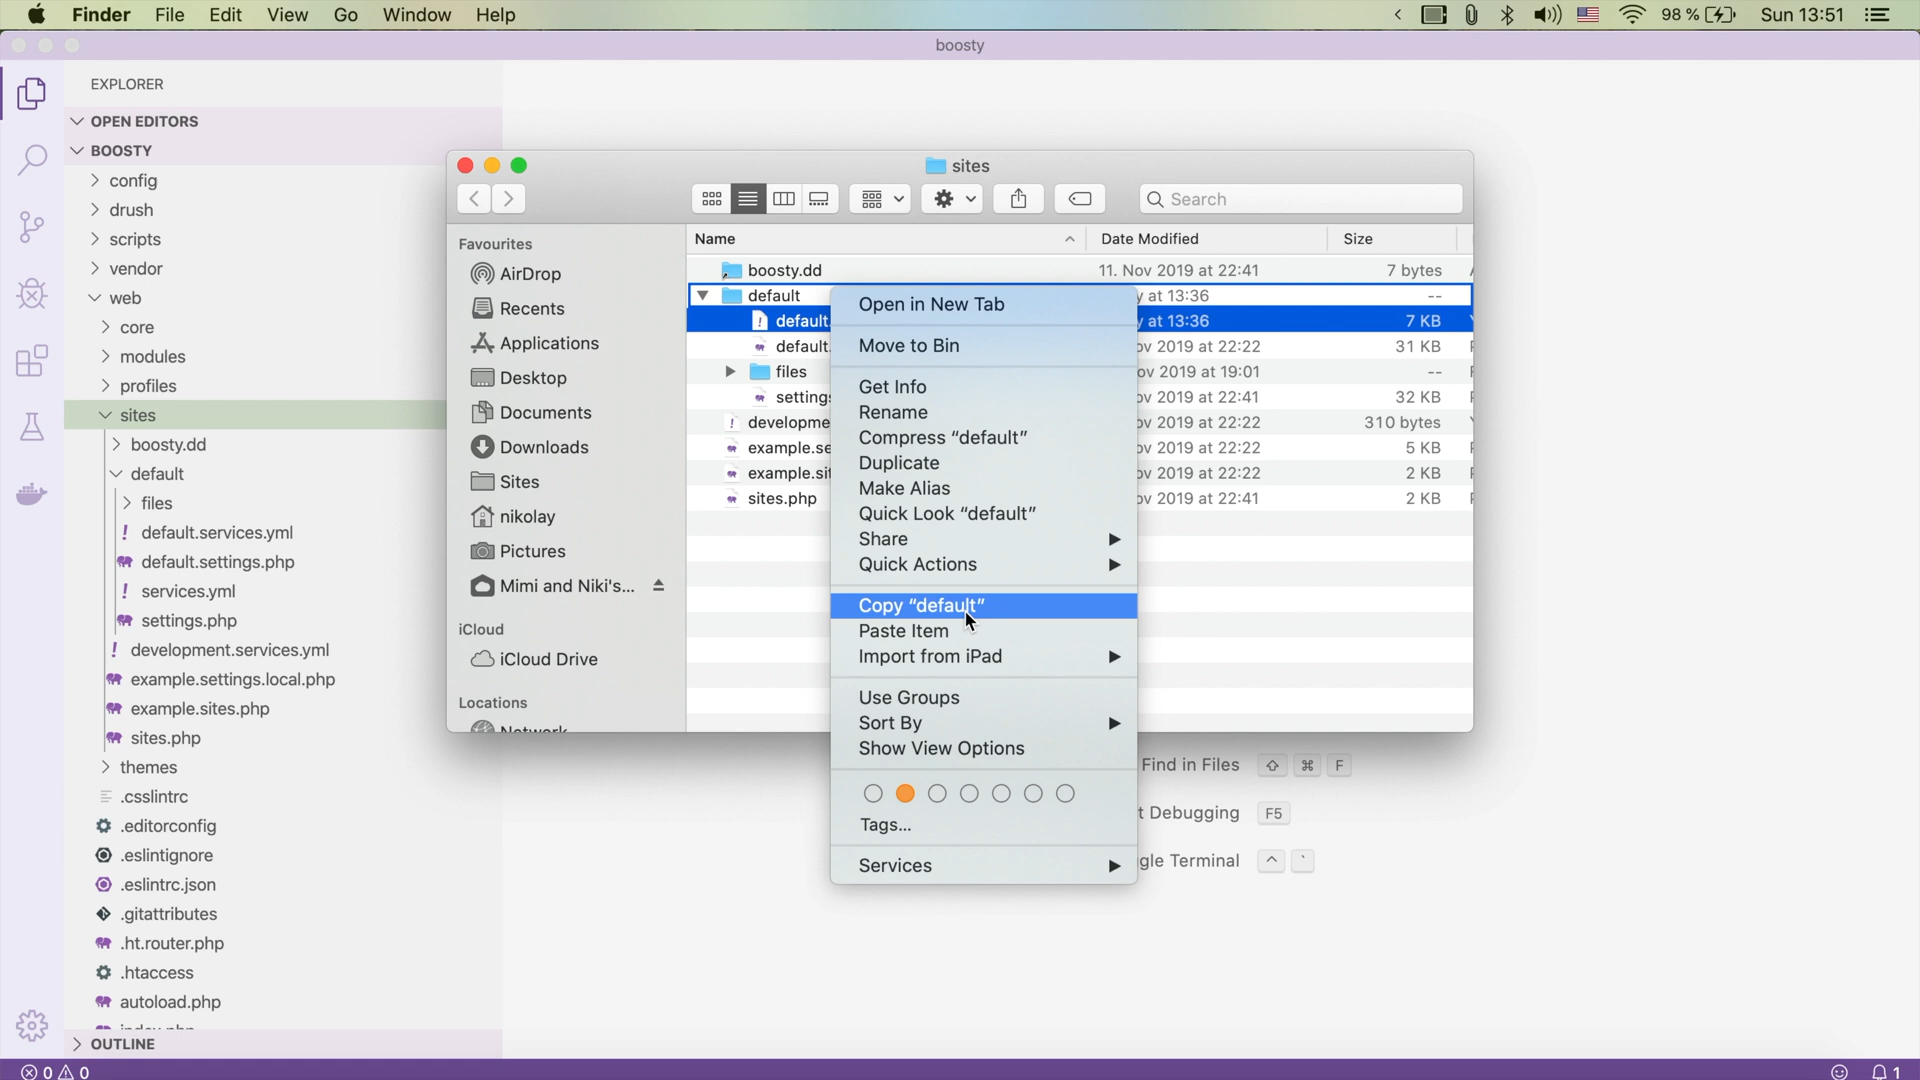 Finder File Edit View Go Window Help
98 % Sun 13:51
boosty
EXPLORER
OPEN EDITORS
BOOSTY
config
drush
scripts
vendor
web
core
modules
profiles
sites
boosty.dd
default
files
default.services.yml
default.settings.php
services.yml
settings.php
development.services.yml
example.settings.local.php
example.sites.php
sites.php
themes
.csslintrc
.editorconfig
.eslintignore
.eslintrc.json
.gitattributes
.ht.router.php
.htaccess
autoload.php
index.php
OUTLINE
0 0
1
sites
Search
Favourites
AirDrop
Recents
Applications
Desktop
Documents
Downloads
Sites
nikolay
Pictures
Mimi and Niki's...
iCloud
iCloud Drive
Locations
Network
Name Date Modified Size
boosty.dd 11. Nov 2019 at 22:41 7 bytes
default y at 13:36 --
default. y at 13:36 7 KB
default. ov 2019 at 22:22 31 KB
files ov 2019 at 19:01 --
settings ov 2019 at 22:41 32 KB
developme ov 2019 at 22:22 310 bytes
example.se ov 2019 at 22:22 5 KB
example.sit ov 2019 at 22:22 2 KB
sites.php ov 2019 at 22:41 2 KB
Open in New Tab
Move to Bin
Get Info
Rename
Compress “default”
Duplicate
Make Alias
Quick Look “default”
Share
Quick Actions
Copy “default”
Paste Item
Import from iPad
Use Groups
Sort By
Show View Options
Tags...
Services
Find in Files ⇧ ⌘ F
t Debugging F5
gle Terminal ^ `